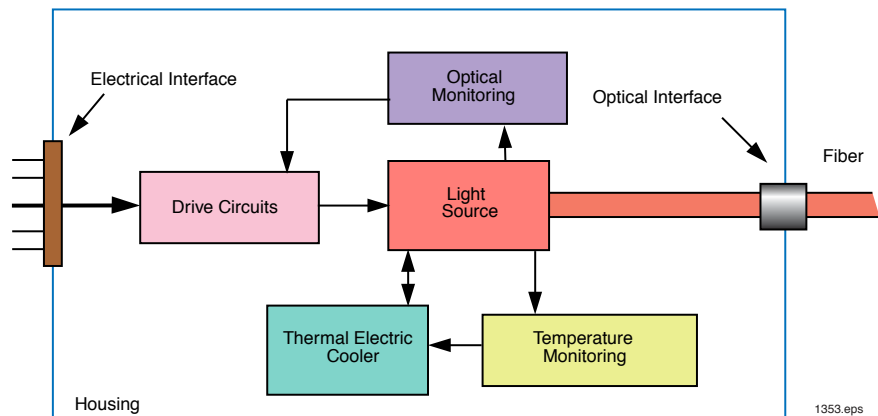 Electrical Interface
Optical
Monitoring
Optical Interface
Fiber
Drive Circuits
Light
Source
Thermal Electric
Cooler
Temperature
Monitoring
Housing
1353.eps